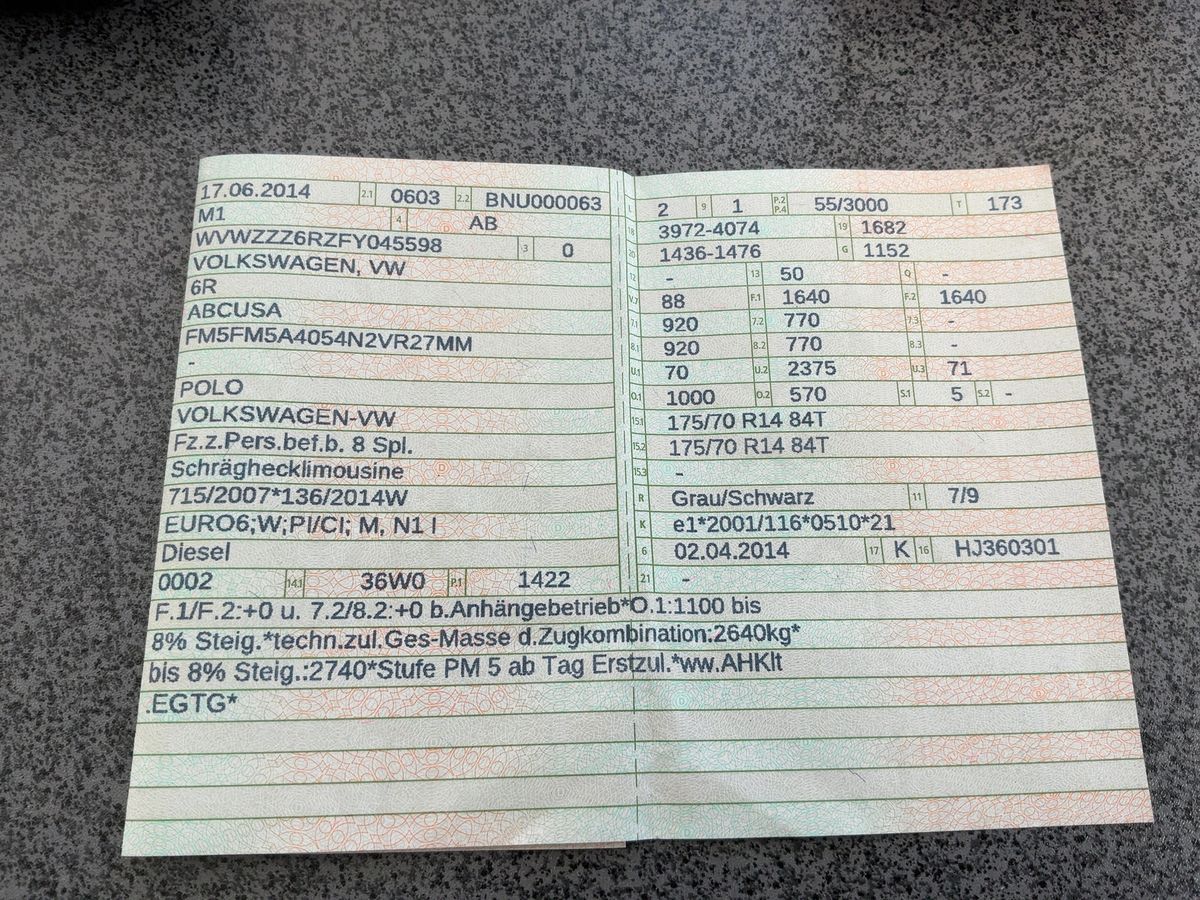 17.06.2014 2.1 0603 2.2 BNU000063
M1 4 AB
WVWZZZ6RZFY045598 3 0
VOLKSWAGEN, VW
6R
ABCUSA
FM5FM5A4054N2VR27MM
-
POLO
VOLKSWAGEN-VW
Fz.z.Pers.bef.b. 8 Spl.
Schräghecklimousine
715/2007*136/2014W
EURO6;W;PI/CI; M, N1 I
Diesel
0002 14.1 36W0 P.1 1422
L 2 9 1 P.2 P.4 55/3000 T 173
18 3972-4074 19 1682
20 1436-1476 G 1152
12 - 13 50 Q -
V.7 88 F.1 1640 F.2 1640
7.1 920 7.2 770 7.3 -
8.1 920 8.2 770 8.3 -
U.1 70 U.2 2375 U.3 71
O.1 1000 O.2 570 S.1 5 S.2 -
15.1 175/70 R14 84T
15.2 175/70 R14 84T
15.3 -
R Grau/Schwarz 11 7/9
K e1*2001/116*0510*21
6 02.04.2014 17 K 16 HJ360301
21 -
F.1/F.2:+0 u. 7.2/8.2:+0 b.Anhängebetrieb*O.1:1100 bis
8% Steig.*techn.zul.Ges-Masse d.Zugkombination:2640kg*
bis 8% Steig.:2740*Stufe PM 5 ab Tag Erstzul.*ww.AHKlt
.EGTG*